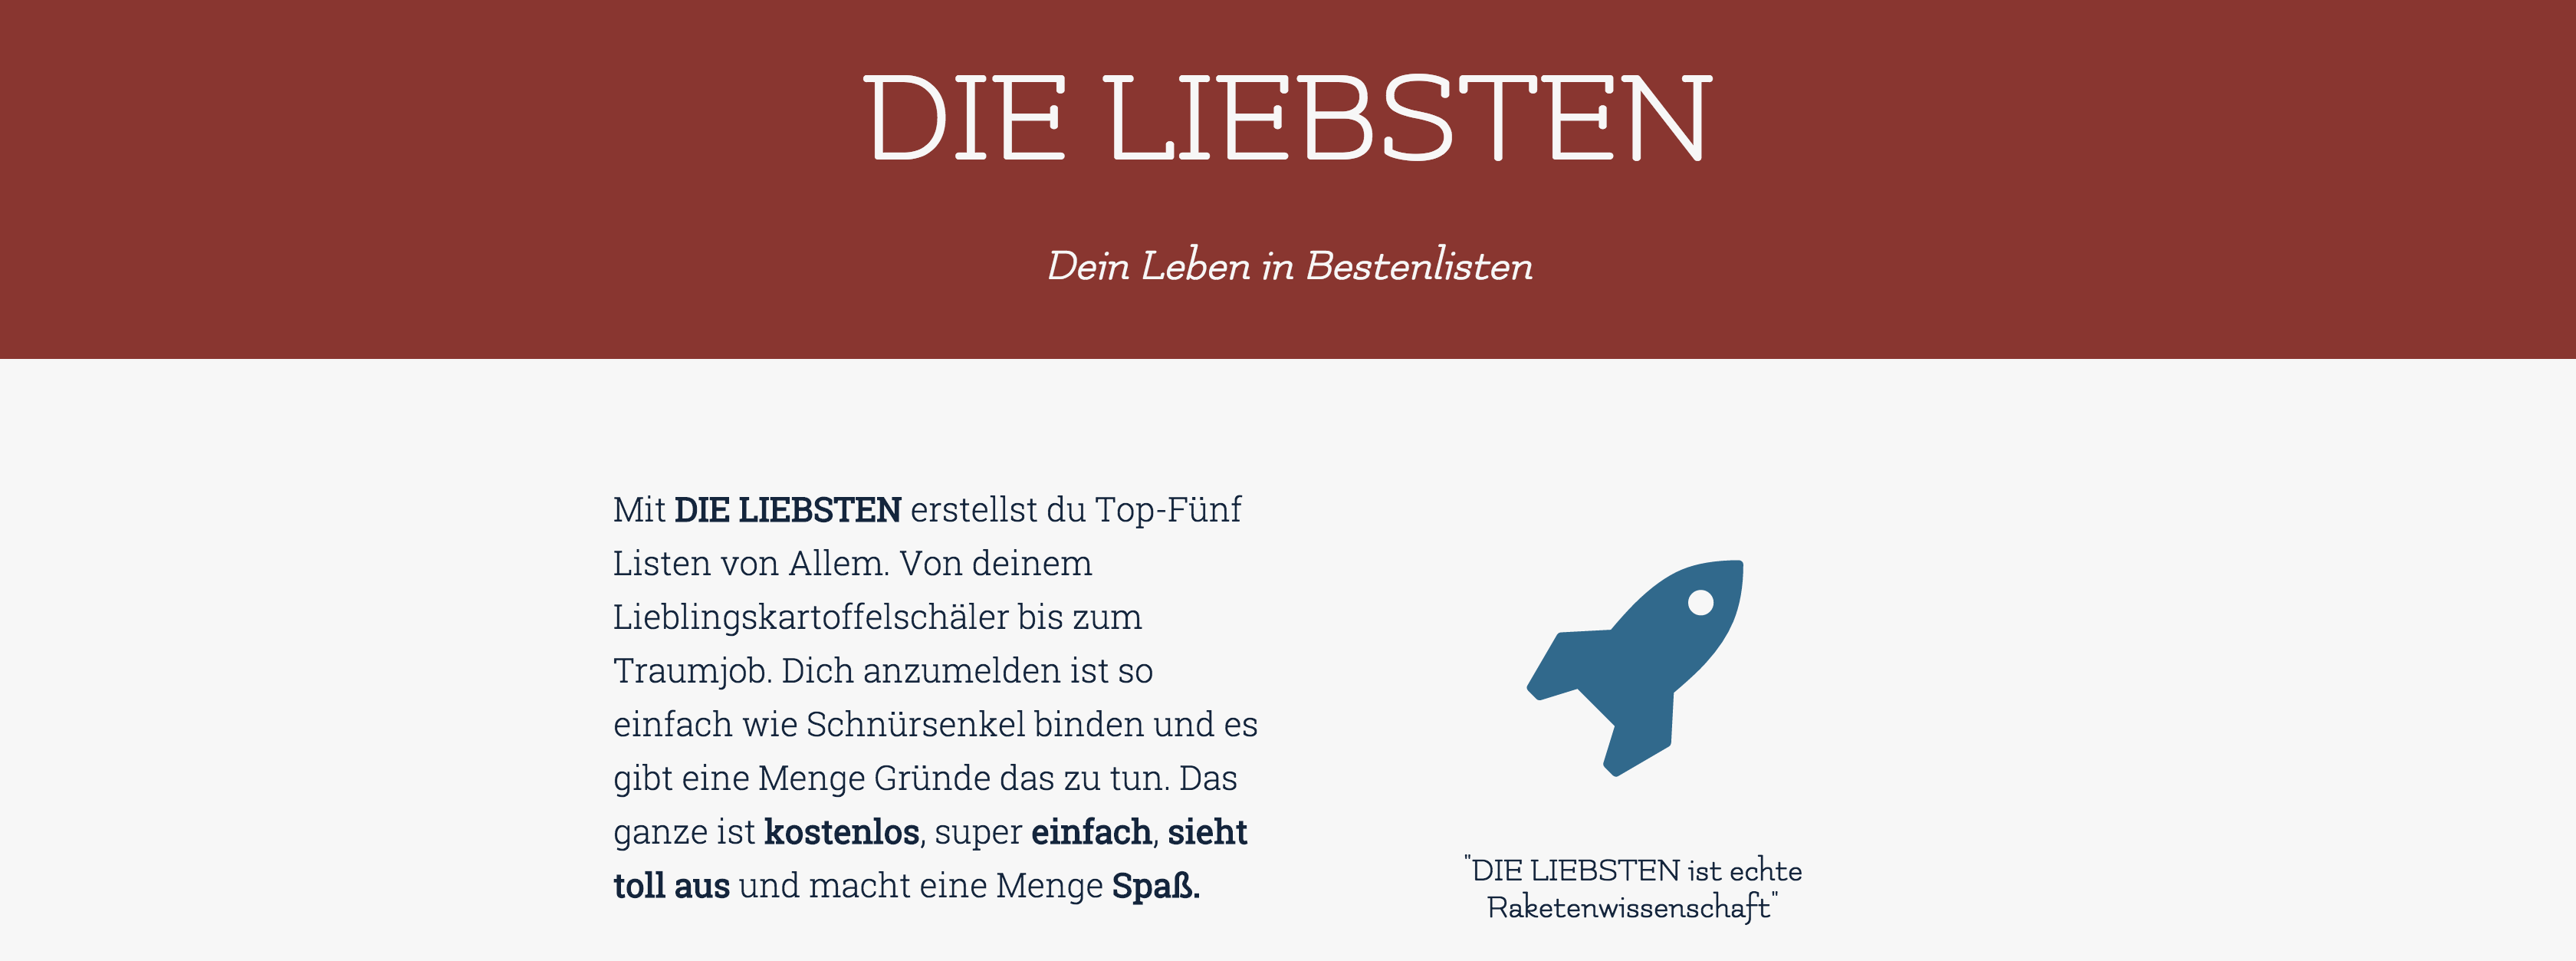 DIE LIEBSTEN
Dein Leben in Bestenlisten
Mit DIE LIEBSTEN erstellst du Top-Fünf
Listen von Allem. Von deinem
Lieblingskartoffelschäler bis zum
Traumjob. Dich anzumelden ist so
einfach wie Schnürsenkel binden und es
gibt eine Menge Gründe das zu tun. Das
ganze ist kostenlos, super einfach, sieht
toll aus und macht eine Menge Spaß.
"DIE LIEBSTEN ist echte
Raketenwissenschaft"